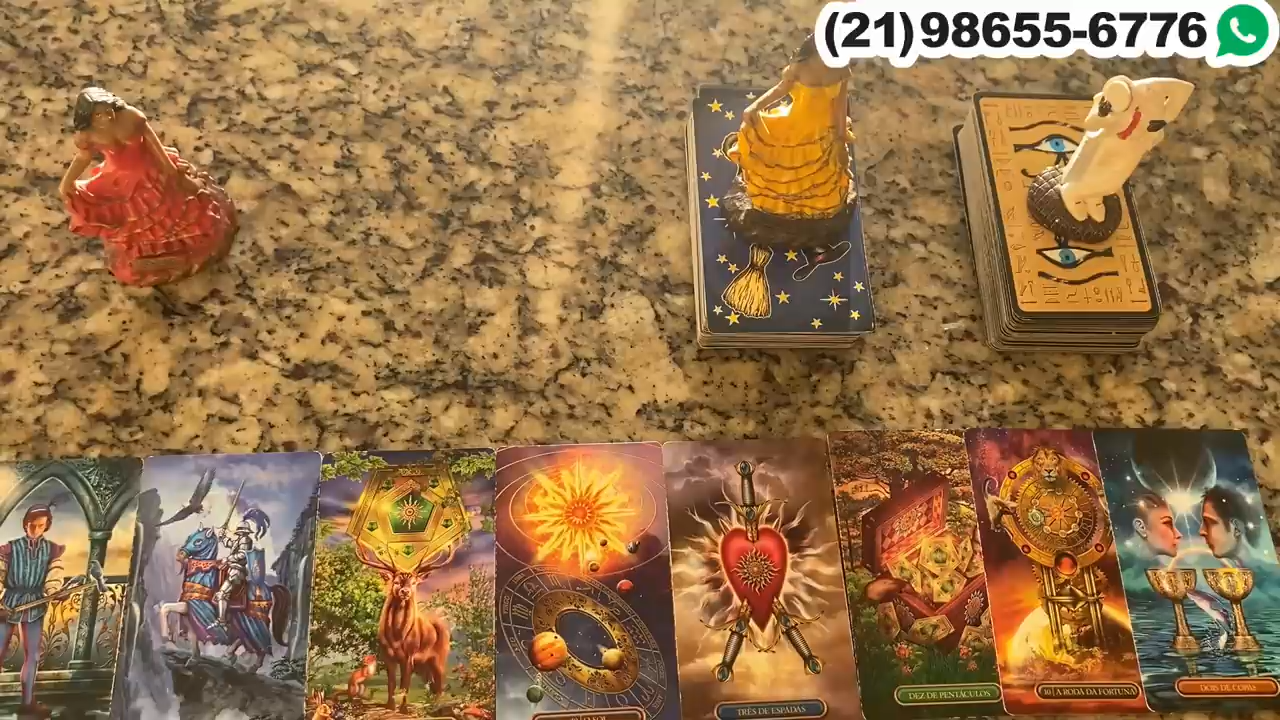 (21)98655-6776
DEZ DE PENTÁCULOS
10 | A RODA DA FORTUNA
DOIS DE COPAS
TRÊS DE ESPADAS